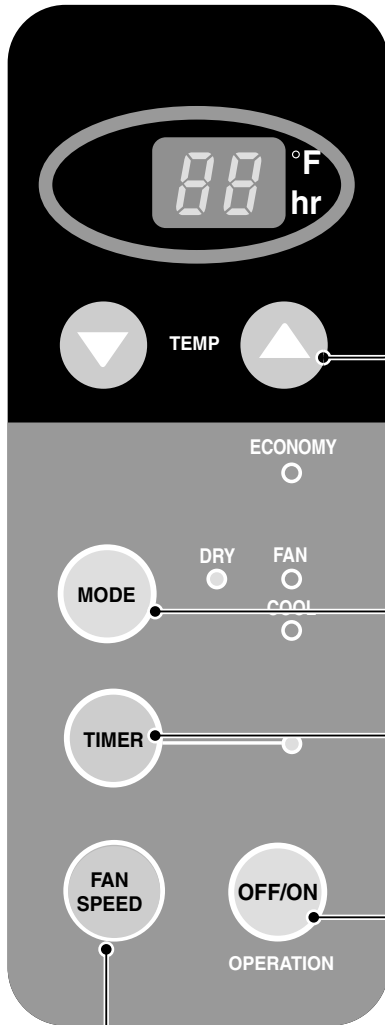 88 °F
hr
TEMP
ECONOMY
DRY FAN
MODE
COOL
TIMER
FAN
SPEED
OFF/ON
OPERATION